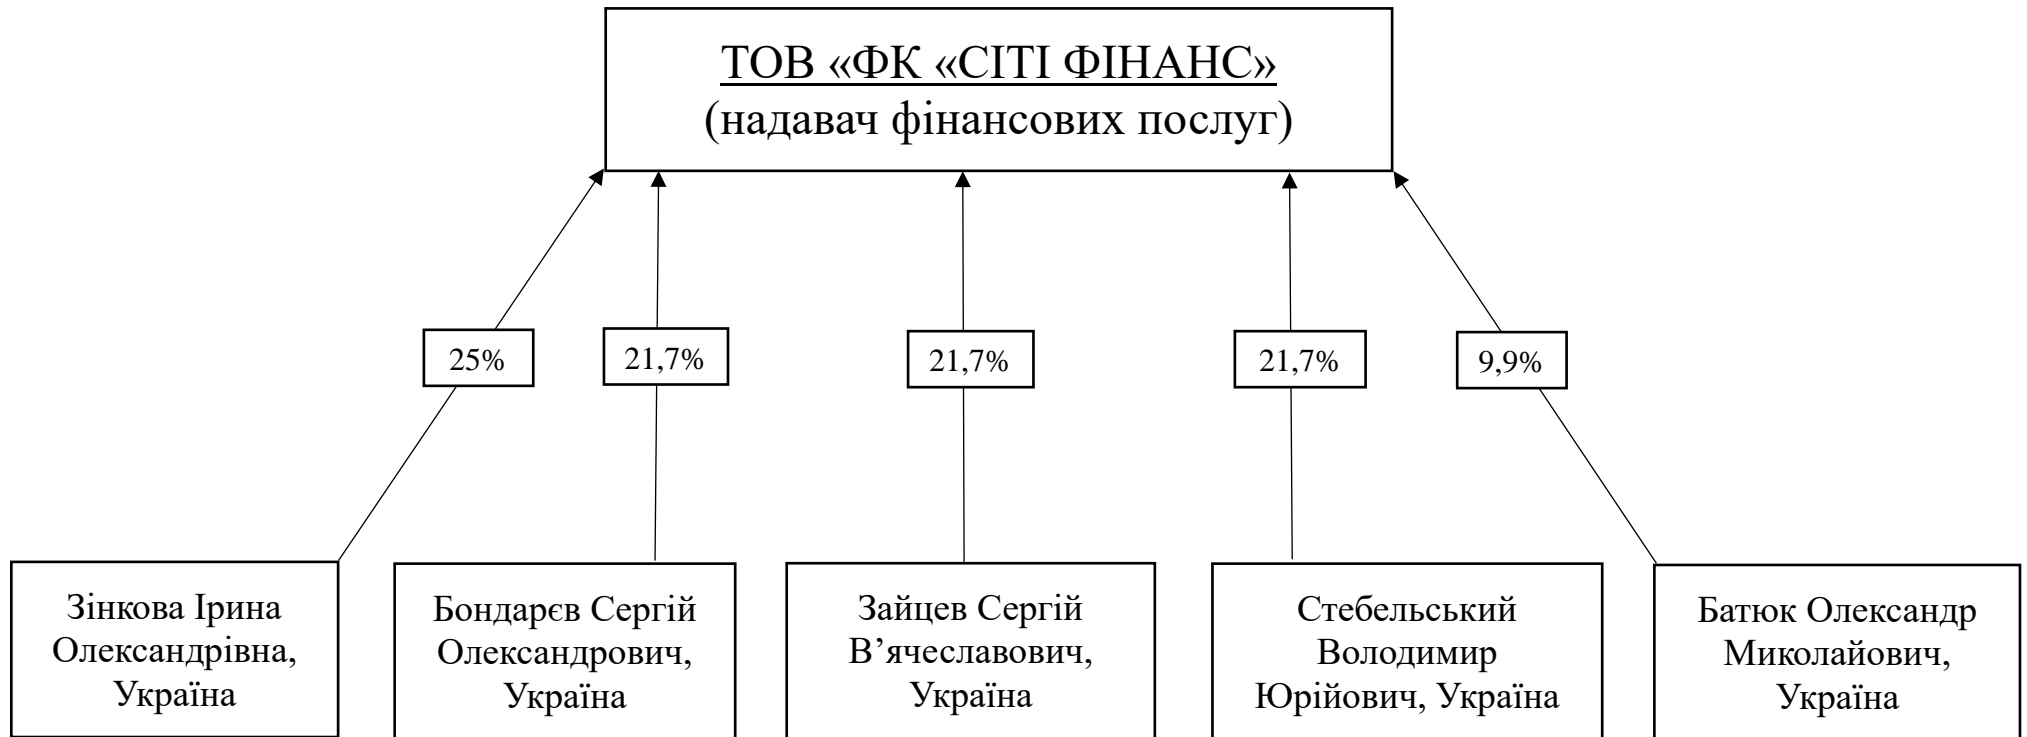 ТОВ «ФК «СІТІ ФІНАНС»
(надавач фінансових послуг)
25%
21,7%
21,7%
21,7%
9,9%
Зінкова Ірина
Олександрівна,
Україна
Бондарєв Сергій
Олександрович,
Україна
Зайцев Сергій
В’ячеславович,
Україна
Стебельський
Володимир
Юрійович, Україна
Батюк Олександр
Миколайович,
Україна